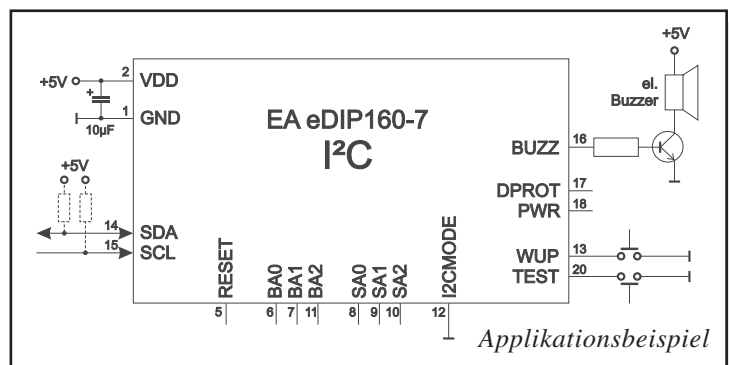 +5V
2
VDD
+
1
GND
10µF
+5V
14
SDA
15
SCL
EA eDIP160-7
I²C
+5V
el.
Buzzer
BUZZ
16
DPROT
17
PWR
18
WUP
13
TEST
20
RESET
BA0
BA1
BA2
SA0
SA1
SA2
I2CMODE
5
6
7
11
8
9
10
12
Applikationsbeispiel